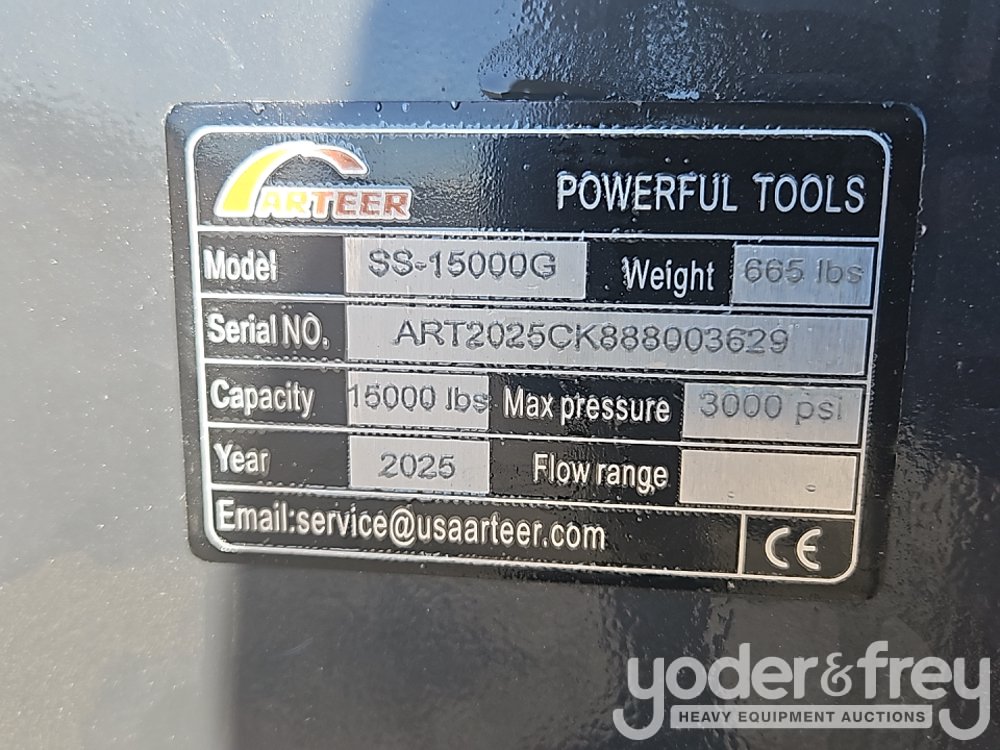 ARTEER POWERFUL TOOLS
Model SS-15000G Weight 665 lbs
Serial NO. ART2025CK888003629
Capacity 15000 lbs Max pressure 3000 psi
Year 2025 Flow range
Email:service@usaarteer.com CE
yoder&frey
HEAVY EQUIPMENT AUCTIONS